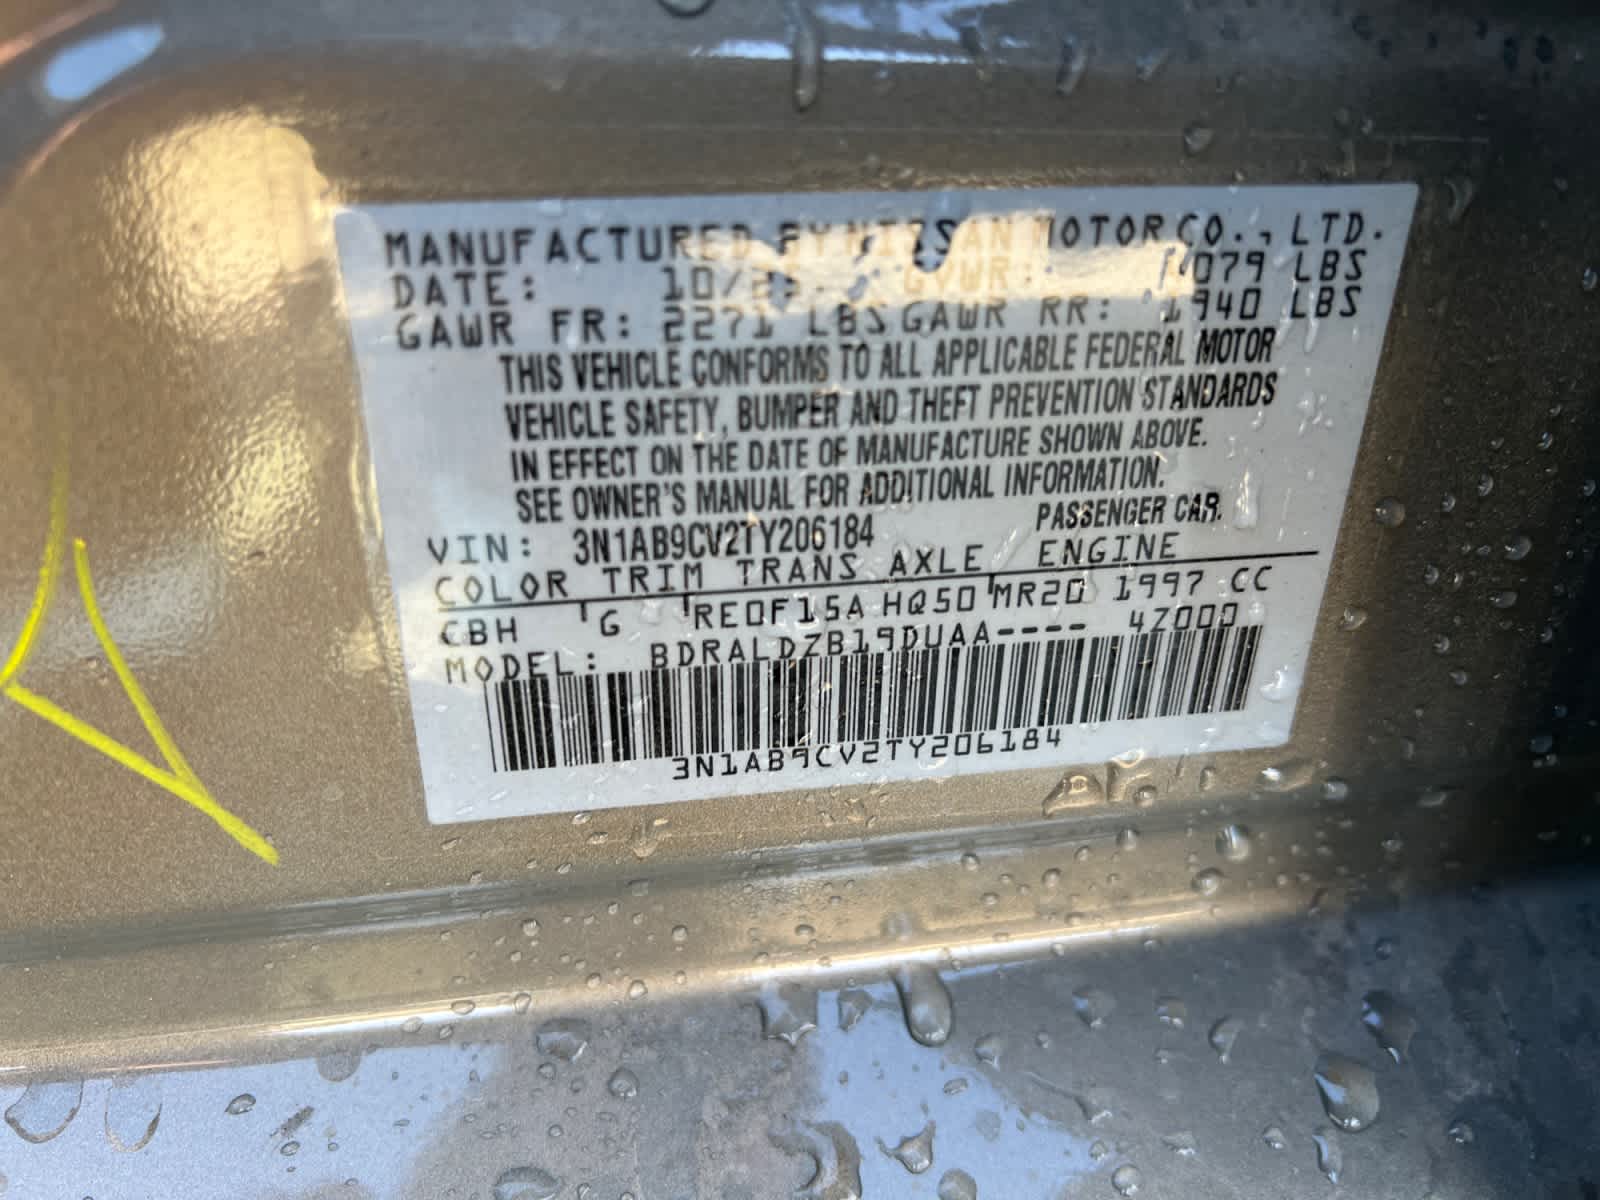 MANUFACTURED BY NISSAN MOTOR CO., LTD.
DATE: 10/ GVWR: 079 LBS
GAWR FR: 2271 LBS GAWR RR: 1940 LBS
THIS VEHICLE CONFORMS TO ALL APPLICABLE FEDERAL MOTOR
VEHICLE SAFETY, BUMPER AND THEFT PREVENTION STANDARDS
IN EFFECT ON THE DATE OF MANUFACTURE SHOWN ABOVE.
SEE OWNER'S MANUAL FOR ADDITIONAL INFORMATION.
VIN: 3N1AB9CV2TY206184 PASSENGER CAR.
COLOR TRIM TRANS AXLE ENGINE
CBH G RE0F15A HQ50 MR20 1997 CC
MODEL: BDRALDZB19DUAA---- 4Z000
3N1AB9CV2TY206184